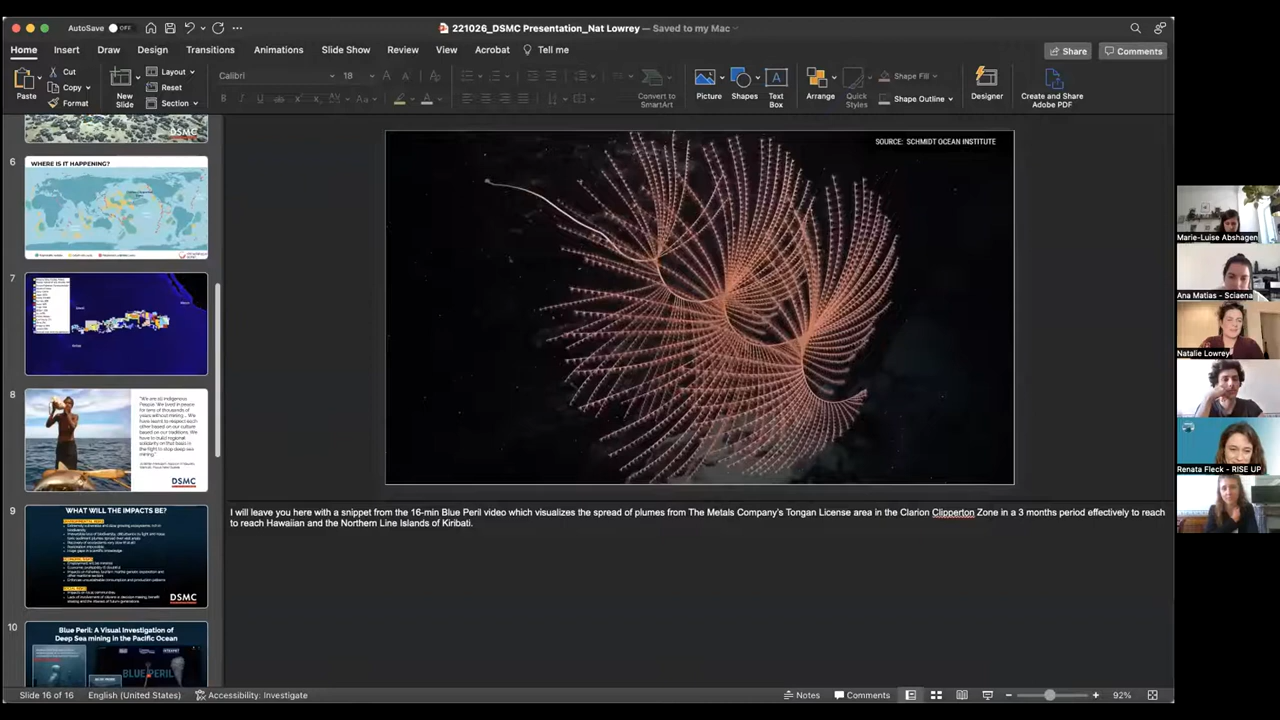 AutoSave OFF
221026_DSMC Presentation_Nat Lowrey — Saved to my Mac
Home Insert Draw Design Transitions Animations Slide Show Review View Acrobat Tell me
Share Comments
Paste
Cut
Copy
Format
New
Slide
Layout
Reset
Section
Calibri 18
Convert to
SmartArt
Picture
Shapes
Text
Box
Arrange
Quick
Styles
Shape Fill
Shape Outline
Designer
Create and Share
Adobe PDF
DSMC
6
WHERE IS IT HAPPENING?
7
8
"We are all Indigenous
DSMC
9
WHAT WILL THE IMPACTS BE?
DSMC
10
Blue Peril: A Visual Investigation of
Deep Sea mining in the Pacific Ocean
BLUE PERIL
SOURCE: SCHMIDT OCEAN INSTITUTE
I will leave you here with a snippet from the 16-min Blue Peril video which visualizes the spread of plumes from The Metals Company's Tongan License area in the Clarion Clipperton Zone in a 3 months period effectively to reach
to reach Hawaiian and the Northern Line Islands of Kiribati.
Marie-Luise Abshagen
Ana Matias - Sciaena
Natalie Lowrey
Renata Fleck - RISE UP
Slide 16 of 16
English (United States)
Accessibility: Investigate
Notes
Comments
92%